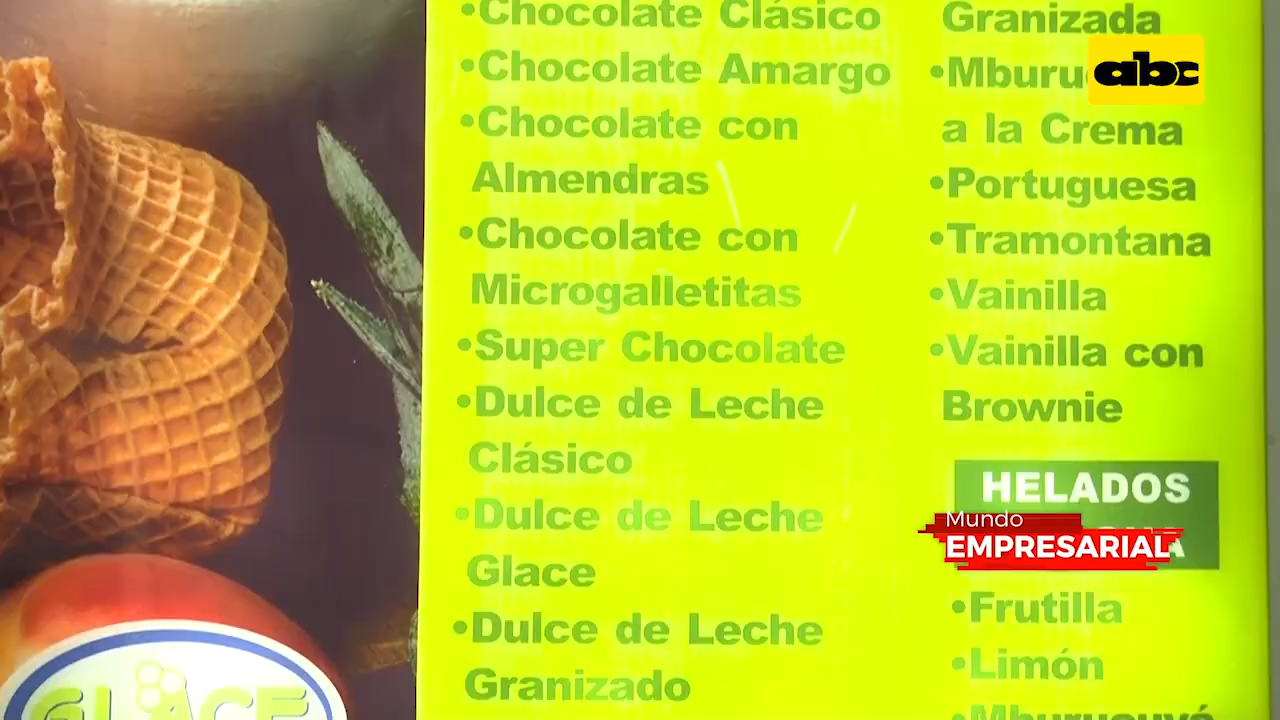 •Chocolate Clásico
•Chocolate Amargo
•Chocolate con
Almendras
•Chocolate con
Microgalletitas
•Super Chocolate
•Dulce de Leche
Clásico
•Dulce de Leche
Glace
•Dulce de Leche
Granizado
Granizada
a la Crema
•Portuguesa
•Tramontana
•Vainilla
•Vainilla con
Brownie
HELADOS
•Frutilla
•Limón
•Mburucuyá
abc
Mundo
EMPRESARIAL
GLACE